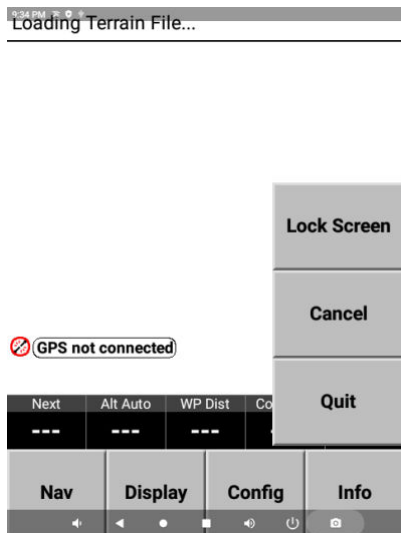 9:34 PM
Loading Terrain File...
Lock Screen
Cancel
GPS not connected
Quit
Next Alt Auto WP Dist Co
--- --- --- -
Nav Display Config Info